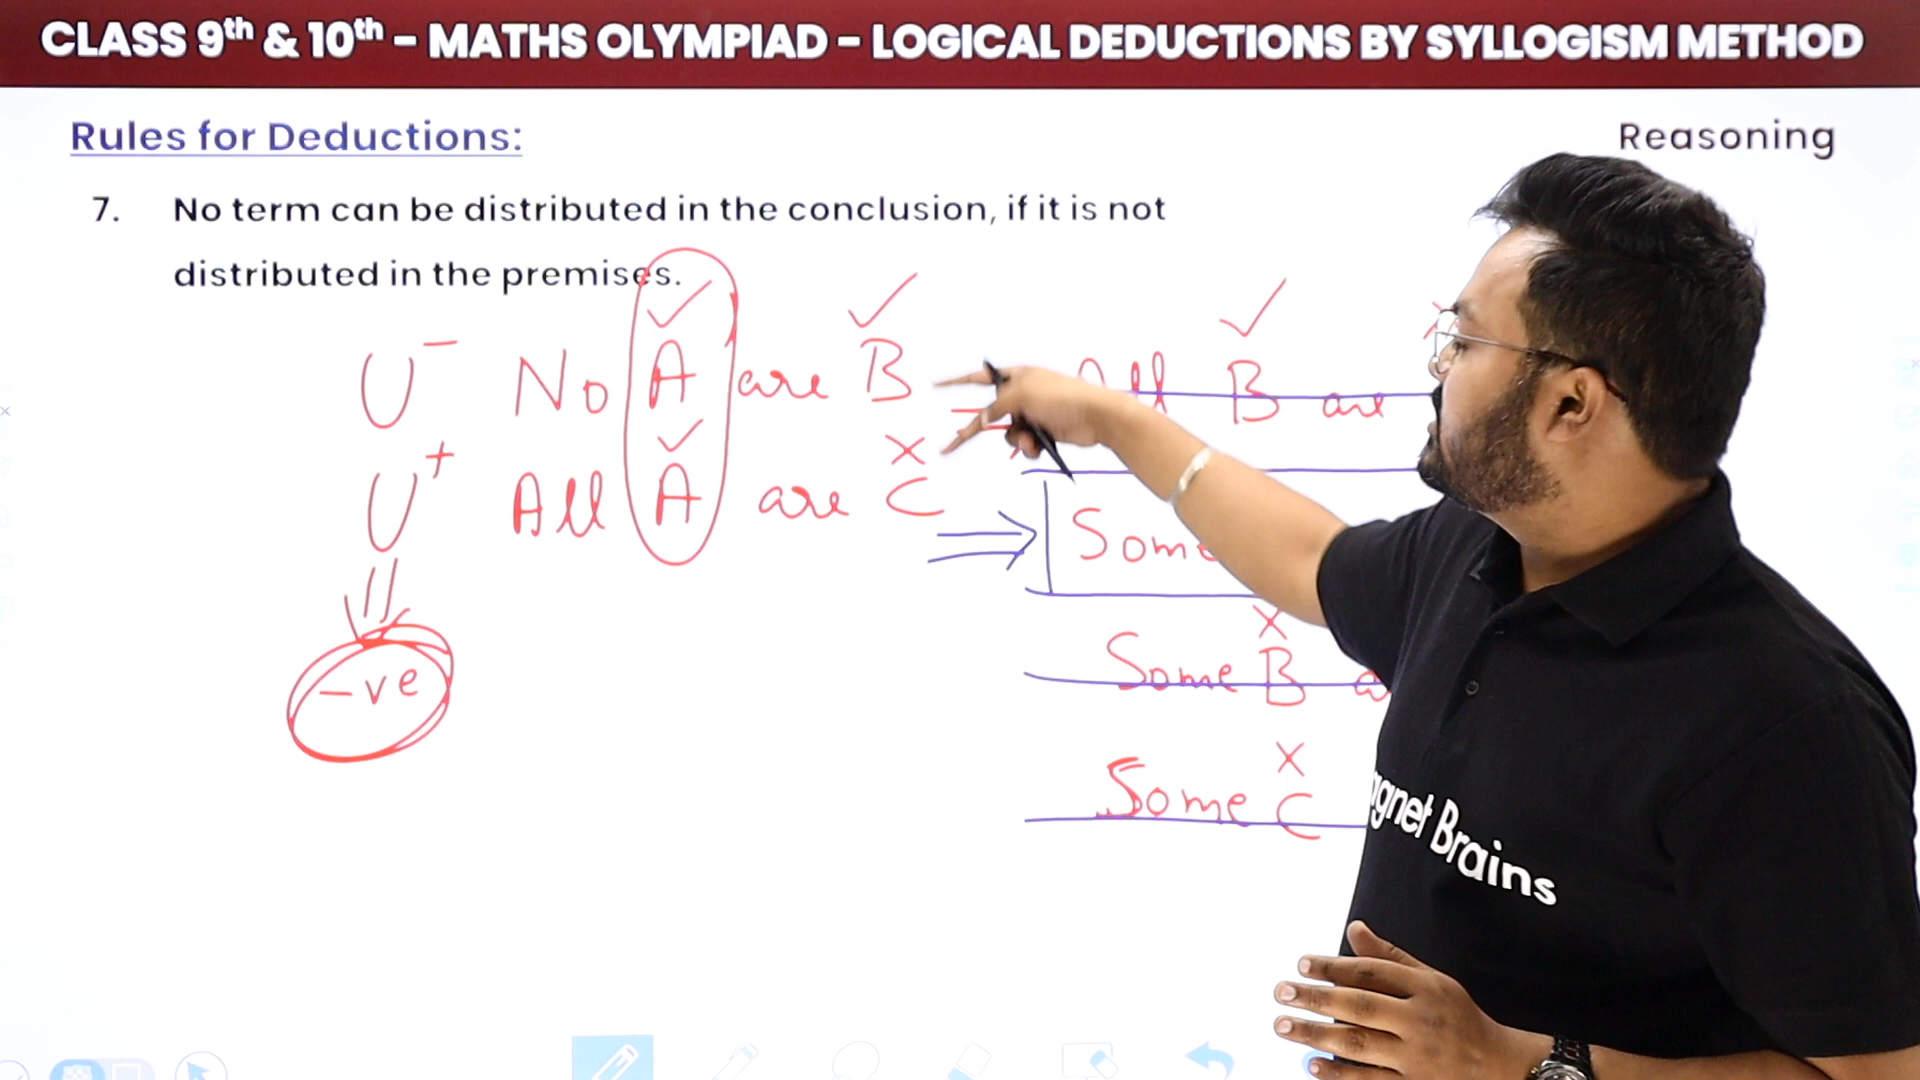 CLASS 9th & 10th – MATHS OLYMPIAD – LOGICAL DEDUCTIONS BY SYLLOGISM METHOD
Rules for Deductions:
Reasoning
7. No term can be distributed in the conclusion, if it is not
distributed in the premises.
U⁻ No A are B
All B are
U⁺ All A are C
Some
-ve
Some B
Some C
gnet Brains